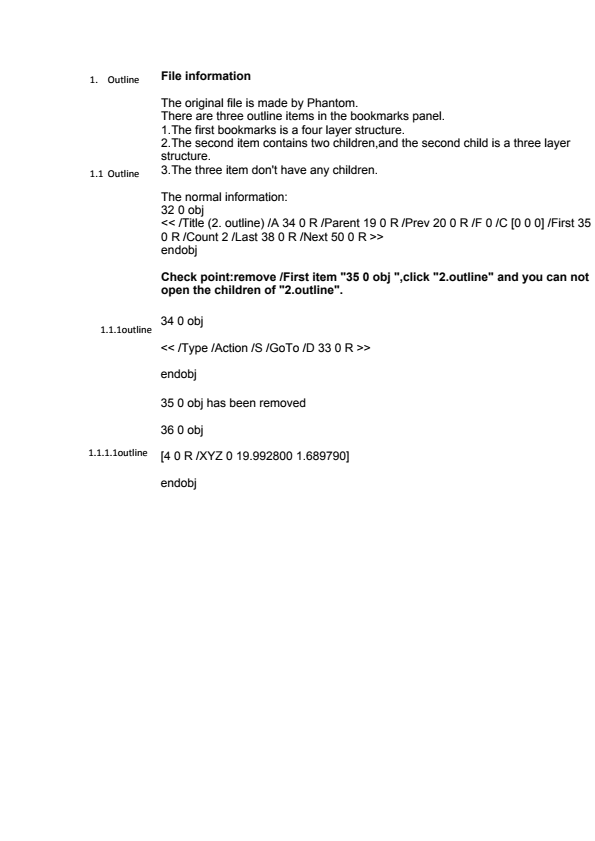 1. Outline
File information
The original file is made by Phantom.
There are three outline items in the bookmarks panel.
1.The first bookmarks is a four layer structure.
2.The second item contains two children,and the second child is a three layer
structure.
1.1 Outline
3.The three item don't have any children.
The normal information:
32 0 obj
<< /Title (2. outline) /A 34 0 R /Parent 19 0 R /Prev 20 0 R /F 0 /C [0 0 0] /First 35
0 R /Count 2 /Last 38 0 R /Next 50 0 R >>
endobj
Check point:remove /First item "35 0 obj ",click "2.outline" and you can not
open the children of "2.outline".
34 0 obj
1.1.1outline
<< /Type /Action /S /GoTo /D 33 0 R >>
endobj
35 0 obj has been removed
36 0 obj
1.1.1.1outline
[4 0 R /XYZ 0 19.992800 1.689790]
endobj